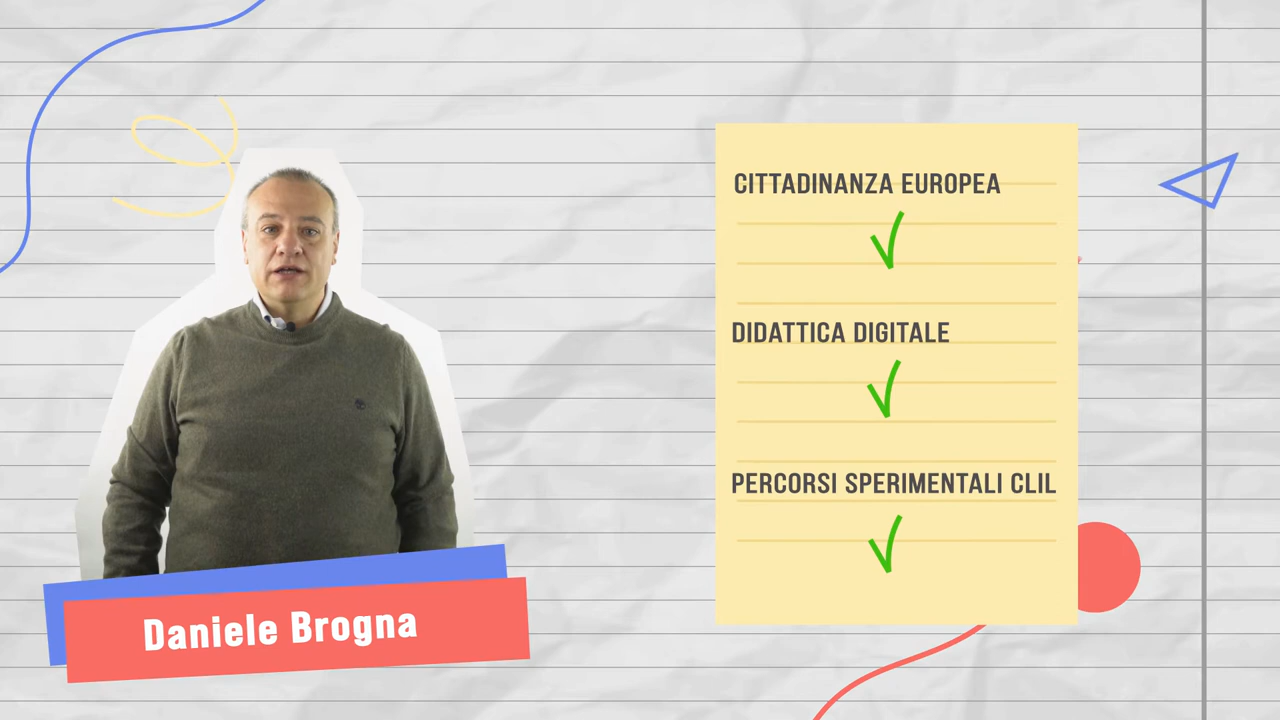 CITTADINANZA EUROPEA
DIDATTICA DIGITALE
PERCORSI SPERIMENTALI CLIL
Daniele Brogna